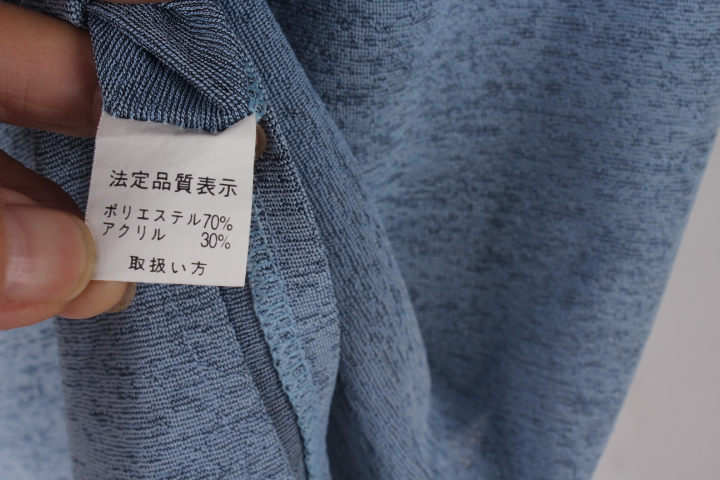 法定品質表示
ポリエステル70%
アクリル 30%
取扱い方